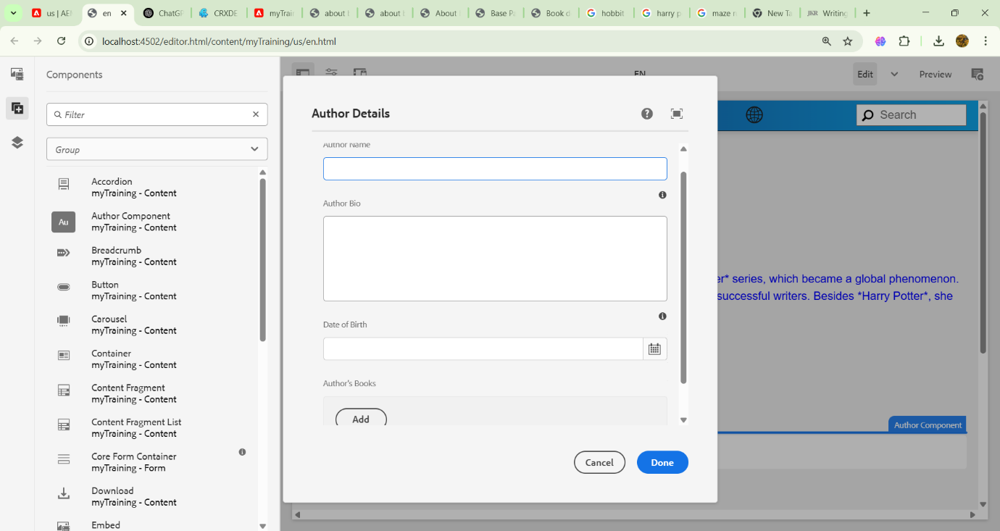 us | AEM
en
ChatGP
CRXDE
myTrain
about
about
About
Base Pa
Book d
hobbit
harry p
maze r
New Ta
JKR Writing
localhost:4502/editor.html/content/myTraining/us/en.html
Components
Filter
Group
Accordion
myTraining - Content
Au
Author Component
myTraining - Content
Breadcrumb
myTraining - Content
Button
myTraining - Content
Carousel
myTraining - Content
Container
myTraining - Content
Content Fragment
myTraining - Content
Content Fragment List
myTraining - Content
Core Form Container
myTraining - Form
Download
myTraining - Content
Embed
EN
Edit
Preview
Search
Author Details
Author Name
Author Bio
Date of Birth
Author's Books
Add
Cancel
Done
er* series, which became a global phenomenon.
successful writers. Besides *Harry Potter*, she
Author Component